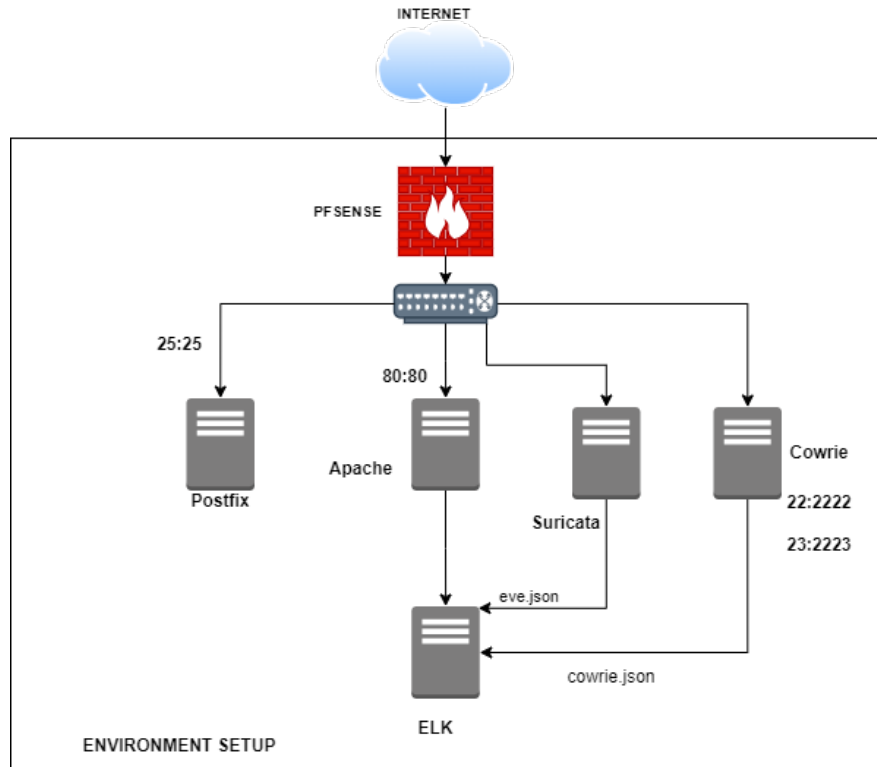 INTERNET
PFSENSE
25:25
80:80
Postfix
Apache
Suricata
Cowrie
22:2222
23:2223
eve.json
cowrie.json
ELK
ENVIRONMENT SETUP